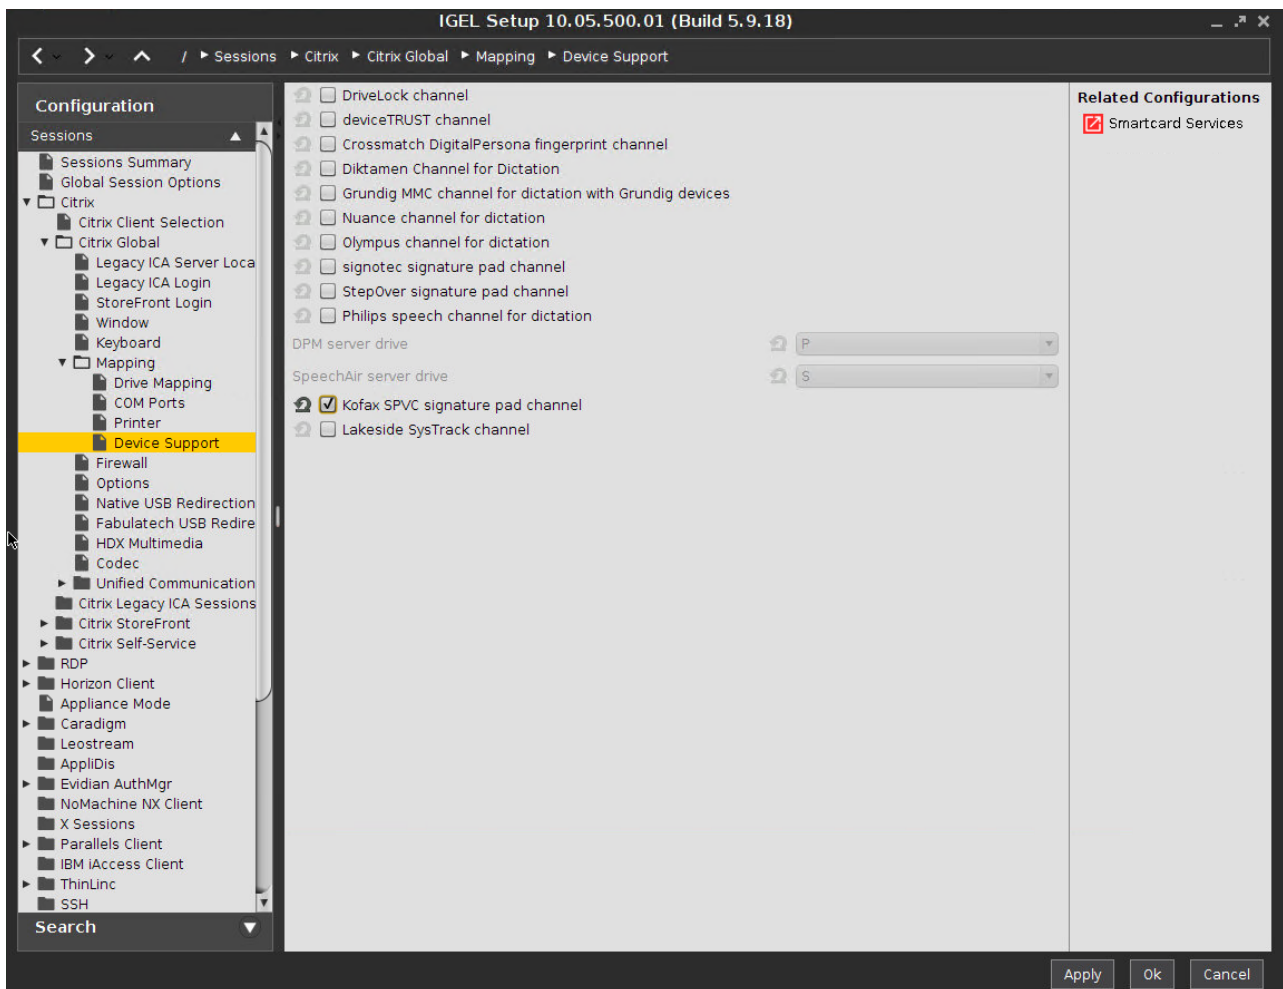 IGEL Setup 10.05.500.01 (Build 5.9.18)
/ Sessions Citrix Citrix Global Mapping Device Support
Configuration
Sessions
Sessions Summary
Global Session Options
Citrix
Citrix Client Selection
Citrix Global
Legacy ICA Server Loca
Legacy ICA Login
StoreFront Login
Window
Keyboard
Mapping
Drive Mapping
COM Ports
Printer
Device Support
Firewall
Options
Native USB Redirection
Fabulatech USB Redire
HDX Multimedia
Codec
Unified Communication
Citrix Legacy ICA Sessions
Citrix StoreFront
Citrix Self-Service
RDP
Horizon Client
Appliance Mode
Caradigm
Leostream
AppliDis
Evidian AuthMgr
NoMachine NX Client
X Sessions
Parallels Client
IBM iAccess Client
ThinLinc
SSH
Search
DriveLock channel
deviceTRUST channel
Crossmatch DigitalPersona fingerprint channel
Diktamen Channel for Dictation
Grundig MMC channel for dictation with Grundig devices
Nuance channel for dictation
Olympus channel for dictation
signotec signature pad channel
StepOver signature pad channel
Philips speech channel for dictation
DPM server drive P
SpeechAir server drive S
Kofax SPVC signature pad channel
Lakeside SysTrack channel
Related Configurations
Smartcard Services
Apply Ok Cancel